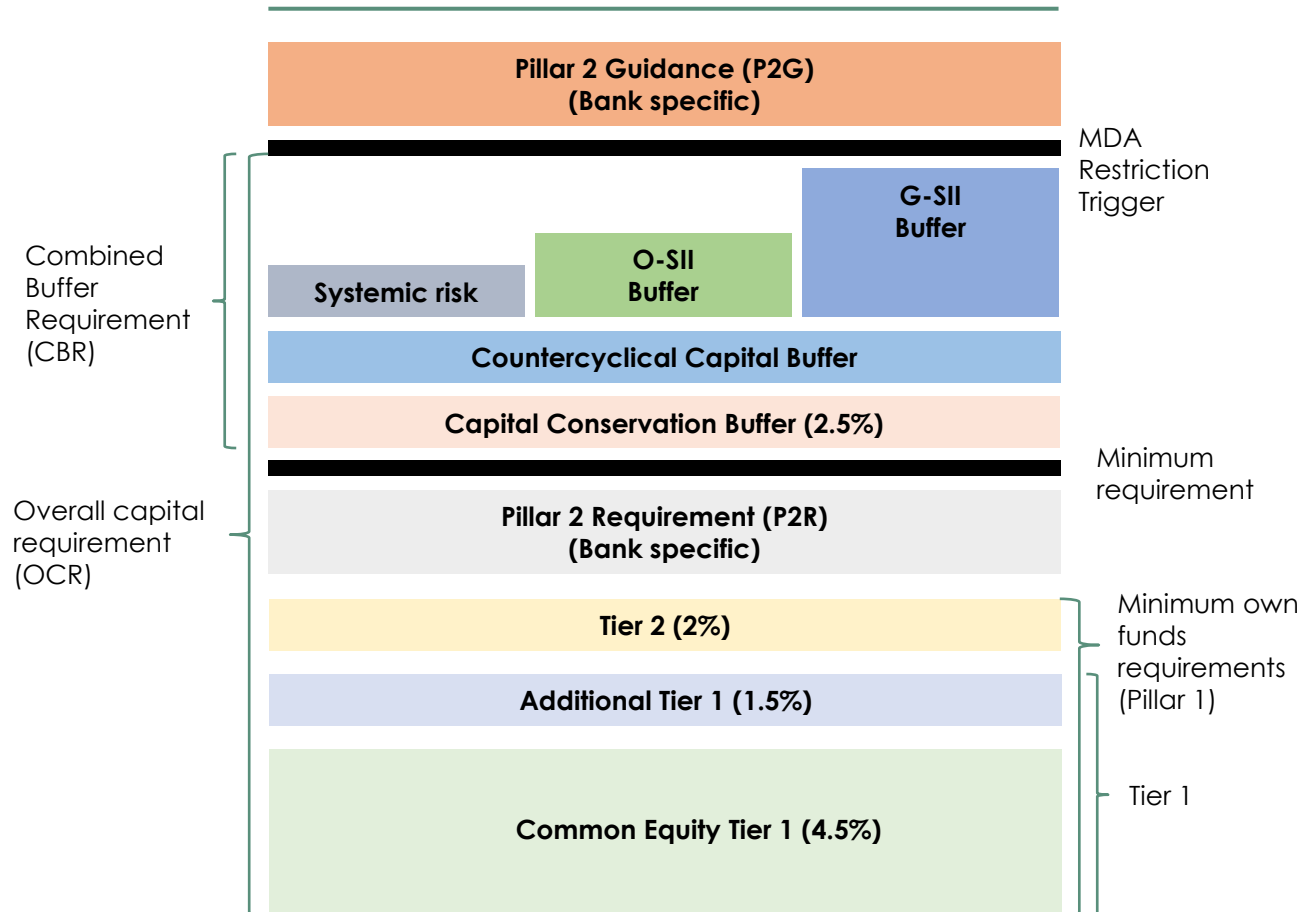 Pillar 2 Guidance (P2G)
(Bank specific)
MDA
Restriction
Trigger
G-SII
Buffer
O-SII
Buffer
Systemic risk
Combined
Buffer
Requirement
(CBR)
Countercyclical Capital Buffer
Capital Conservation Buffer (2.5%)
Minimum
requirement
Overall capital
requirement
(OCR)
Pillar 2 Requirement (P2R)
(Bank specific)
Tier 2 (2%)
Minimum own
funds
requirements
(Pillar 1)
Additional Tier 1 (1.5%)
Tier 1
Common Equity Tier 1 (4.5%)